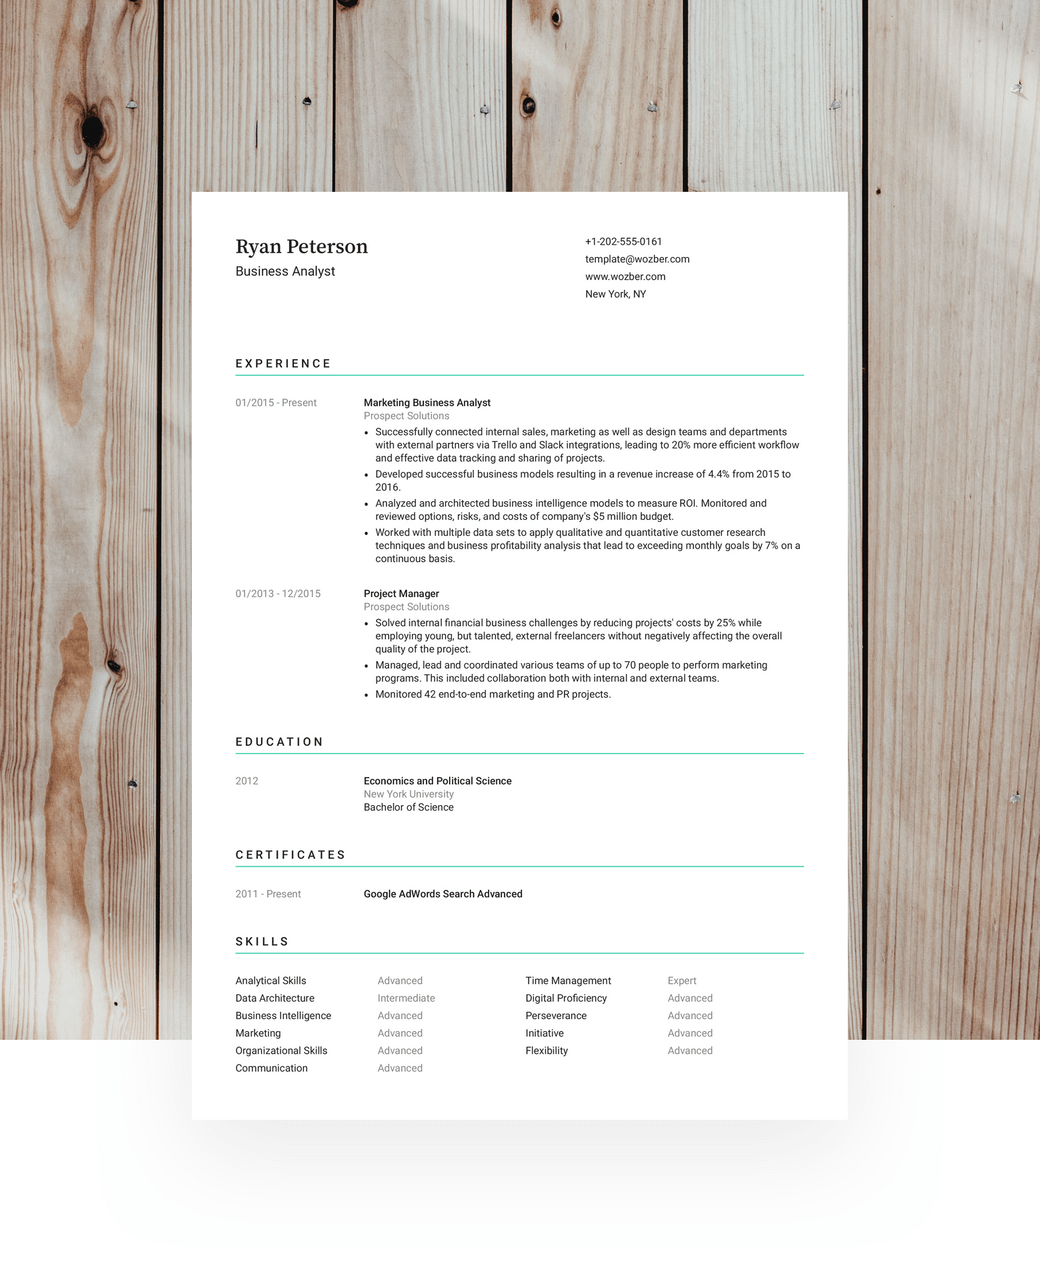 Ryan Peterson
Business Analyst
+1-202-555-0161
template@wozber.com
www.wozber.com
New York, NY
EXPERIENCE
01/2015 - Present
Marketing Business Analyst
Prospect Solutions
• Successfully connected internal sales, marketing as well as design teams and departments
with external partners via Trello and Slack integrations, leading to 20% more efficient workflow
and effective data tracking and sharing of projects.
• Developed successful business models resulting in a revenue increase of 4.4% from 2015 to
2016.
• Analyzed and architected business intelligence models to measure ROI. Monitored and
reviewed options, risks, and costs of company's $5 million budget.
• Worked with multiple data sets to apply qualitative and quantitative customer research
techniques and business profitability analysis that lead to exceeding monthly goals by 7% on a
continuous basis.
01/2013 - 12/2015
Project Manager
Prospect Solutions
• Solved internal financial business challenges by reducing projects' costs by 25% while
employing young, but talented, external freelancers without negatively affecting the overall
quality of the project.
• Managed, lead and coordinated various teams of up to 70 people to perform marketing
programs. This included collaboration both with internal and external teams.
• Monitored 42 end-to-end marketing and PR projects.
EDUCATION
2012
Economics and Political Science
New York University
Bachelor of Science
CERTIFICATES
2011 - Present
Google AdWords Search Advanced
SKILLS
Analytical Skills Advanced
Data Architecture Intermediate
Business Intelligence Advanced
Marketing Advanced
Organizational Skills Advanced
Communication Advanced
Time Management Expert
Digital Proficiency Advanced
Perseverance Advanced
Initiative Advanced
Flexibility Advanced